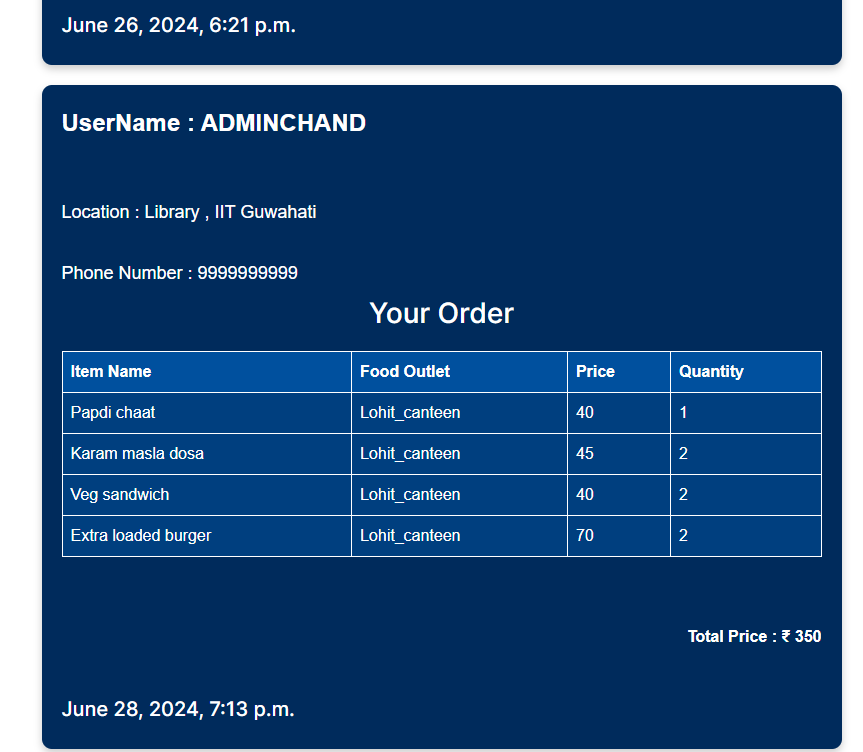 June 26, 2024, 6:21 p.m.
UserName : ADMINCHAND
Location : Library , IIT Guwahati
Phone Number : 9999999999
Your Order
Item Name Food Outlet Price Quantity
Papdi chaat Lohit_canteen 40 1
Karam masla dosa Lohit_canteen 45 2
Veg sandwich Lohit_canteen 40 2
Extra loaded burger Lohit_canteen 70 2
Total Price : ₹ 350
June 28, 2024, 7:13 p.m.